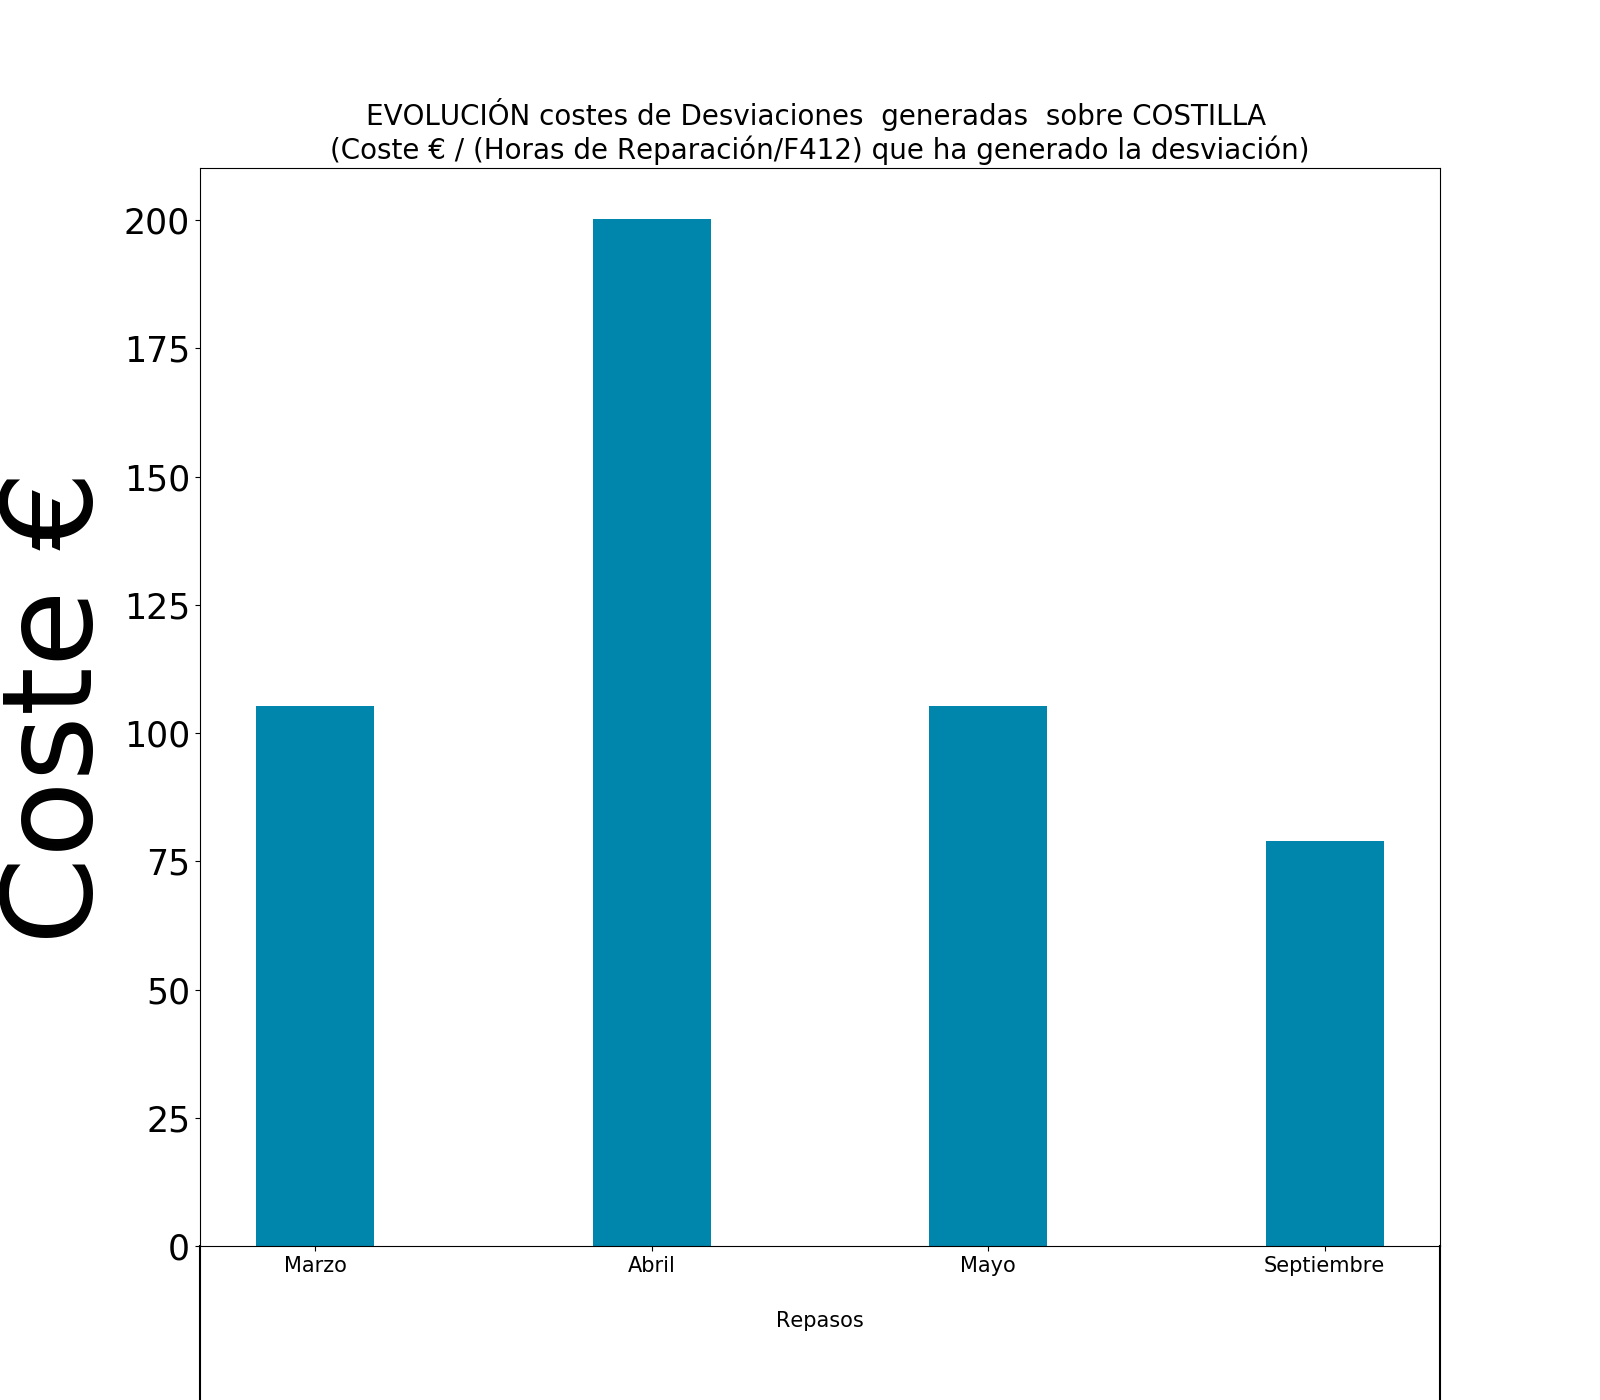 EVOLUCIÓN costes de Desviaciones  generadas  sobre COSTILLA
(Coste € / (Horas de Reparación/F412) que ha generado la desviación)
Coste €
200
175
150
125
100
75
50
25
0
Marzo Abril Mayo Septiembre
Repasos